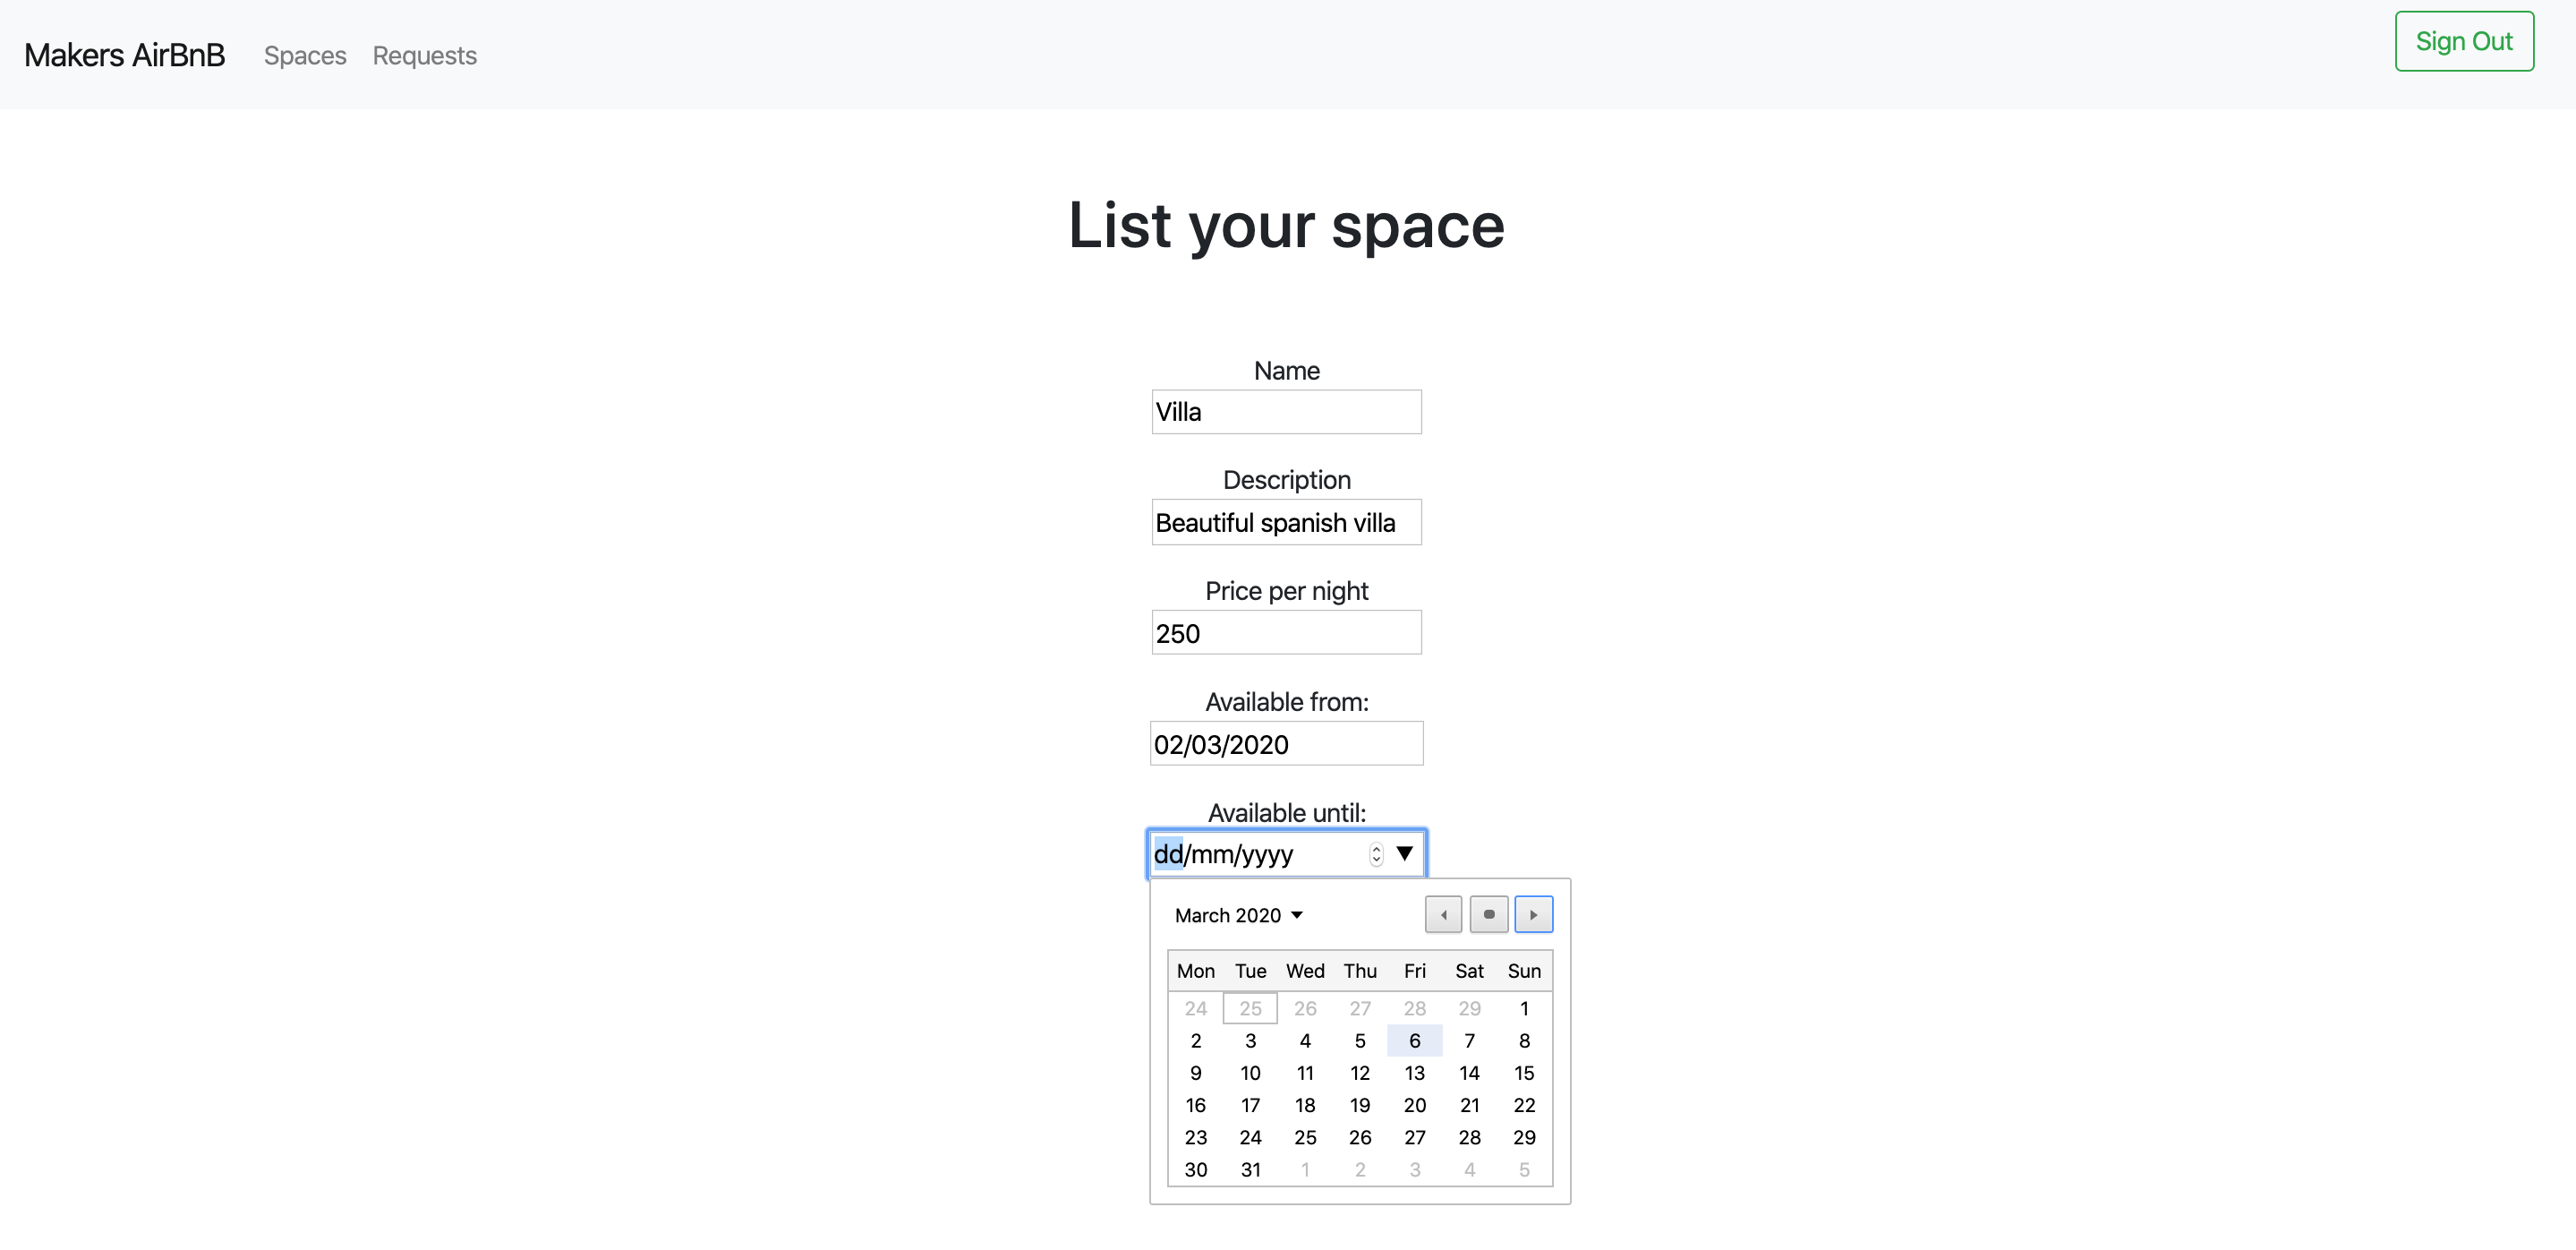 Makers AirBnB Spaces Requests Sign Out
List your space
Name
Villa
Description
Beautiful spanish villa
Price per night
250
Available from:
02/03/2020
Available until:
dd/mm/yyyy
March 2020
Mon Tue Wed Thu Fri Sat Sun
24 25 26 27 28 29 1
2 3 4 5 6 7 8
9 10 11 12 13 14 15
16 17 18 19 20 21 22
23 24 25 26 27 28 29
30 31 1 2 3 4 5